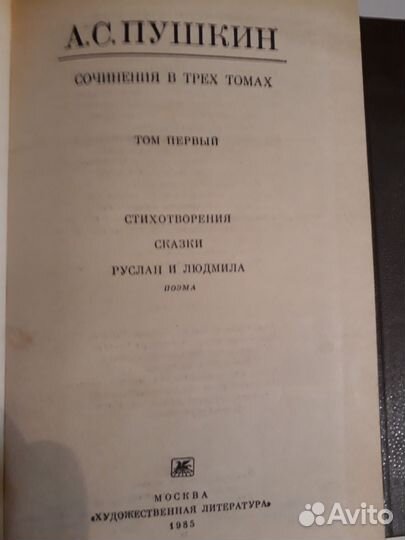 А.С.ПУШКИН
СОЧИНЕНИЯ В ТРЕХ ТОМАХ
ТОМ ПЕРВЫЙ
СТИХОТВОРЕНИЯ
СКАЗКИ
РУСЛАН И ЛЮДМИЛА
ПОЭМА
МОСКВА
«ХУДОЖЕСТВЕННАЯ ЛИТЕРАТУРА»
1985
Avito